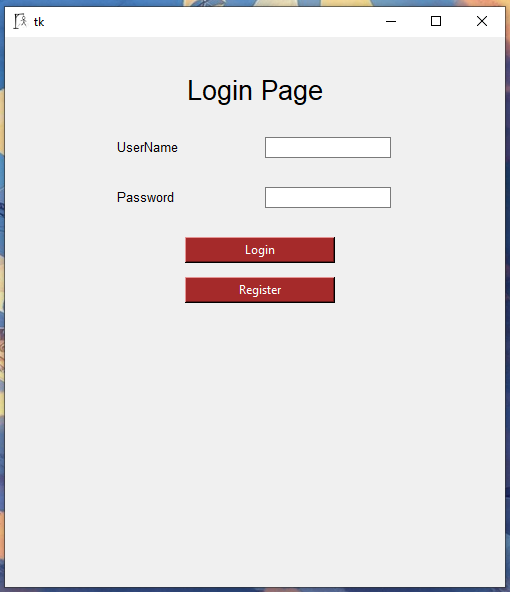 tk
Login Page
UserName
Password
Login
Register